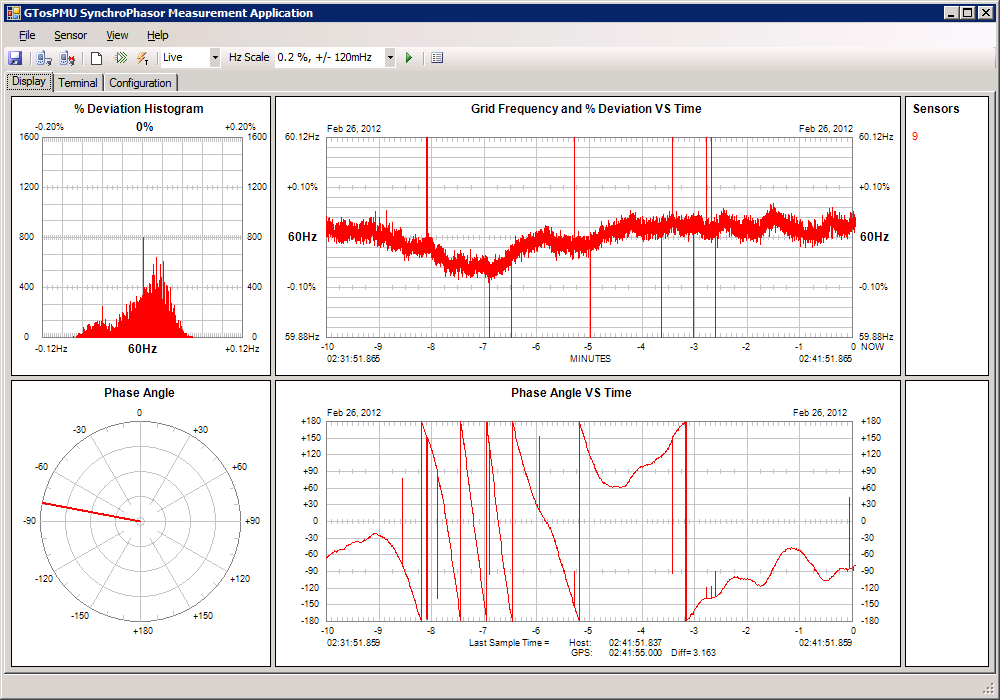 GTosPMU SynchroPhasor Measurement Application
File Sensor View Help
Live Hz Scale 0.2 %, +/- 120mHz
Display Terminal Configuration
% Deviation Histogram
-0.20% 0% +0.20%
1600 1600
1200 1200
800 800
400 400
0 0
-0.12Hz 60Hz +0.12Hz
Grid Frequency and % Deviation VS Time
Feb 26, 2012 Feb 26, 2012
60.12Hz 60.12Hz
+0.10% +0.10%
60Hz 60Hz
-0.10% -0.10%
59.88Hz 59.88Hz
-10 -9 -8 -7 -6 -5 -4 -3 -2 -1 0 NOW
02:31:51.865 MINUTES 02:41:51.865
Sensors
9
Phase Angle
0
-30 +30
-60 +60
-90 +90
-120 +120
-150 +150
+180
Phase Angle VS Time
Feb 26, 2012 Feb 26, 2012
+180 +180
+150 +150
+120 +120
+90 +90
+60 +60
+30 +30
0 0
-30 -30
-60 -60
-90 -90
-120 -120
-150 -150
-180 -180
-10 -9 -8 -7 -6 -5 -4 -3 -2 -1 0
02:31:51.859 Last Sample Time = Host: 02:41:51.837 02:41:51.859
GPS: 02:41:55.000 Diff= 3.163